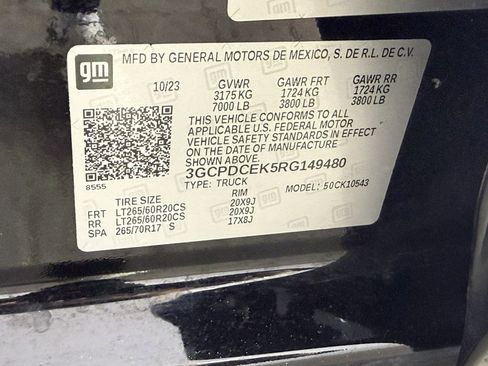 gm
MFD BY GENERAL MOTORS DE MEXICO, S. DE R.L. DE C.V.
10/23 GVWR GAWR FRT GAWR RR
3175 KG 1724 KG 1724 KG
7000 LB 3800 LB 3800 LB
THIS VEHICLE CONFORMS TO ALL
APPLICABLE U.S. FEDERAL MOTOR
VEHICLE SAFETY STANDARDS IN EFFECT
ON THE DATE OF MANUFACTURE SHOWN ABOVE.
3GCPDCEK5RG149480
8555 TYPE: TRUCK MODEL: 50CK10543
TIRE SIZE RIM
FRT LT265/60R20CS 20X9J
RR LT265/60R20CS 20X9J
SPA 265/70R17 S 17X8J